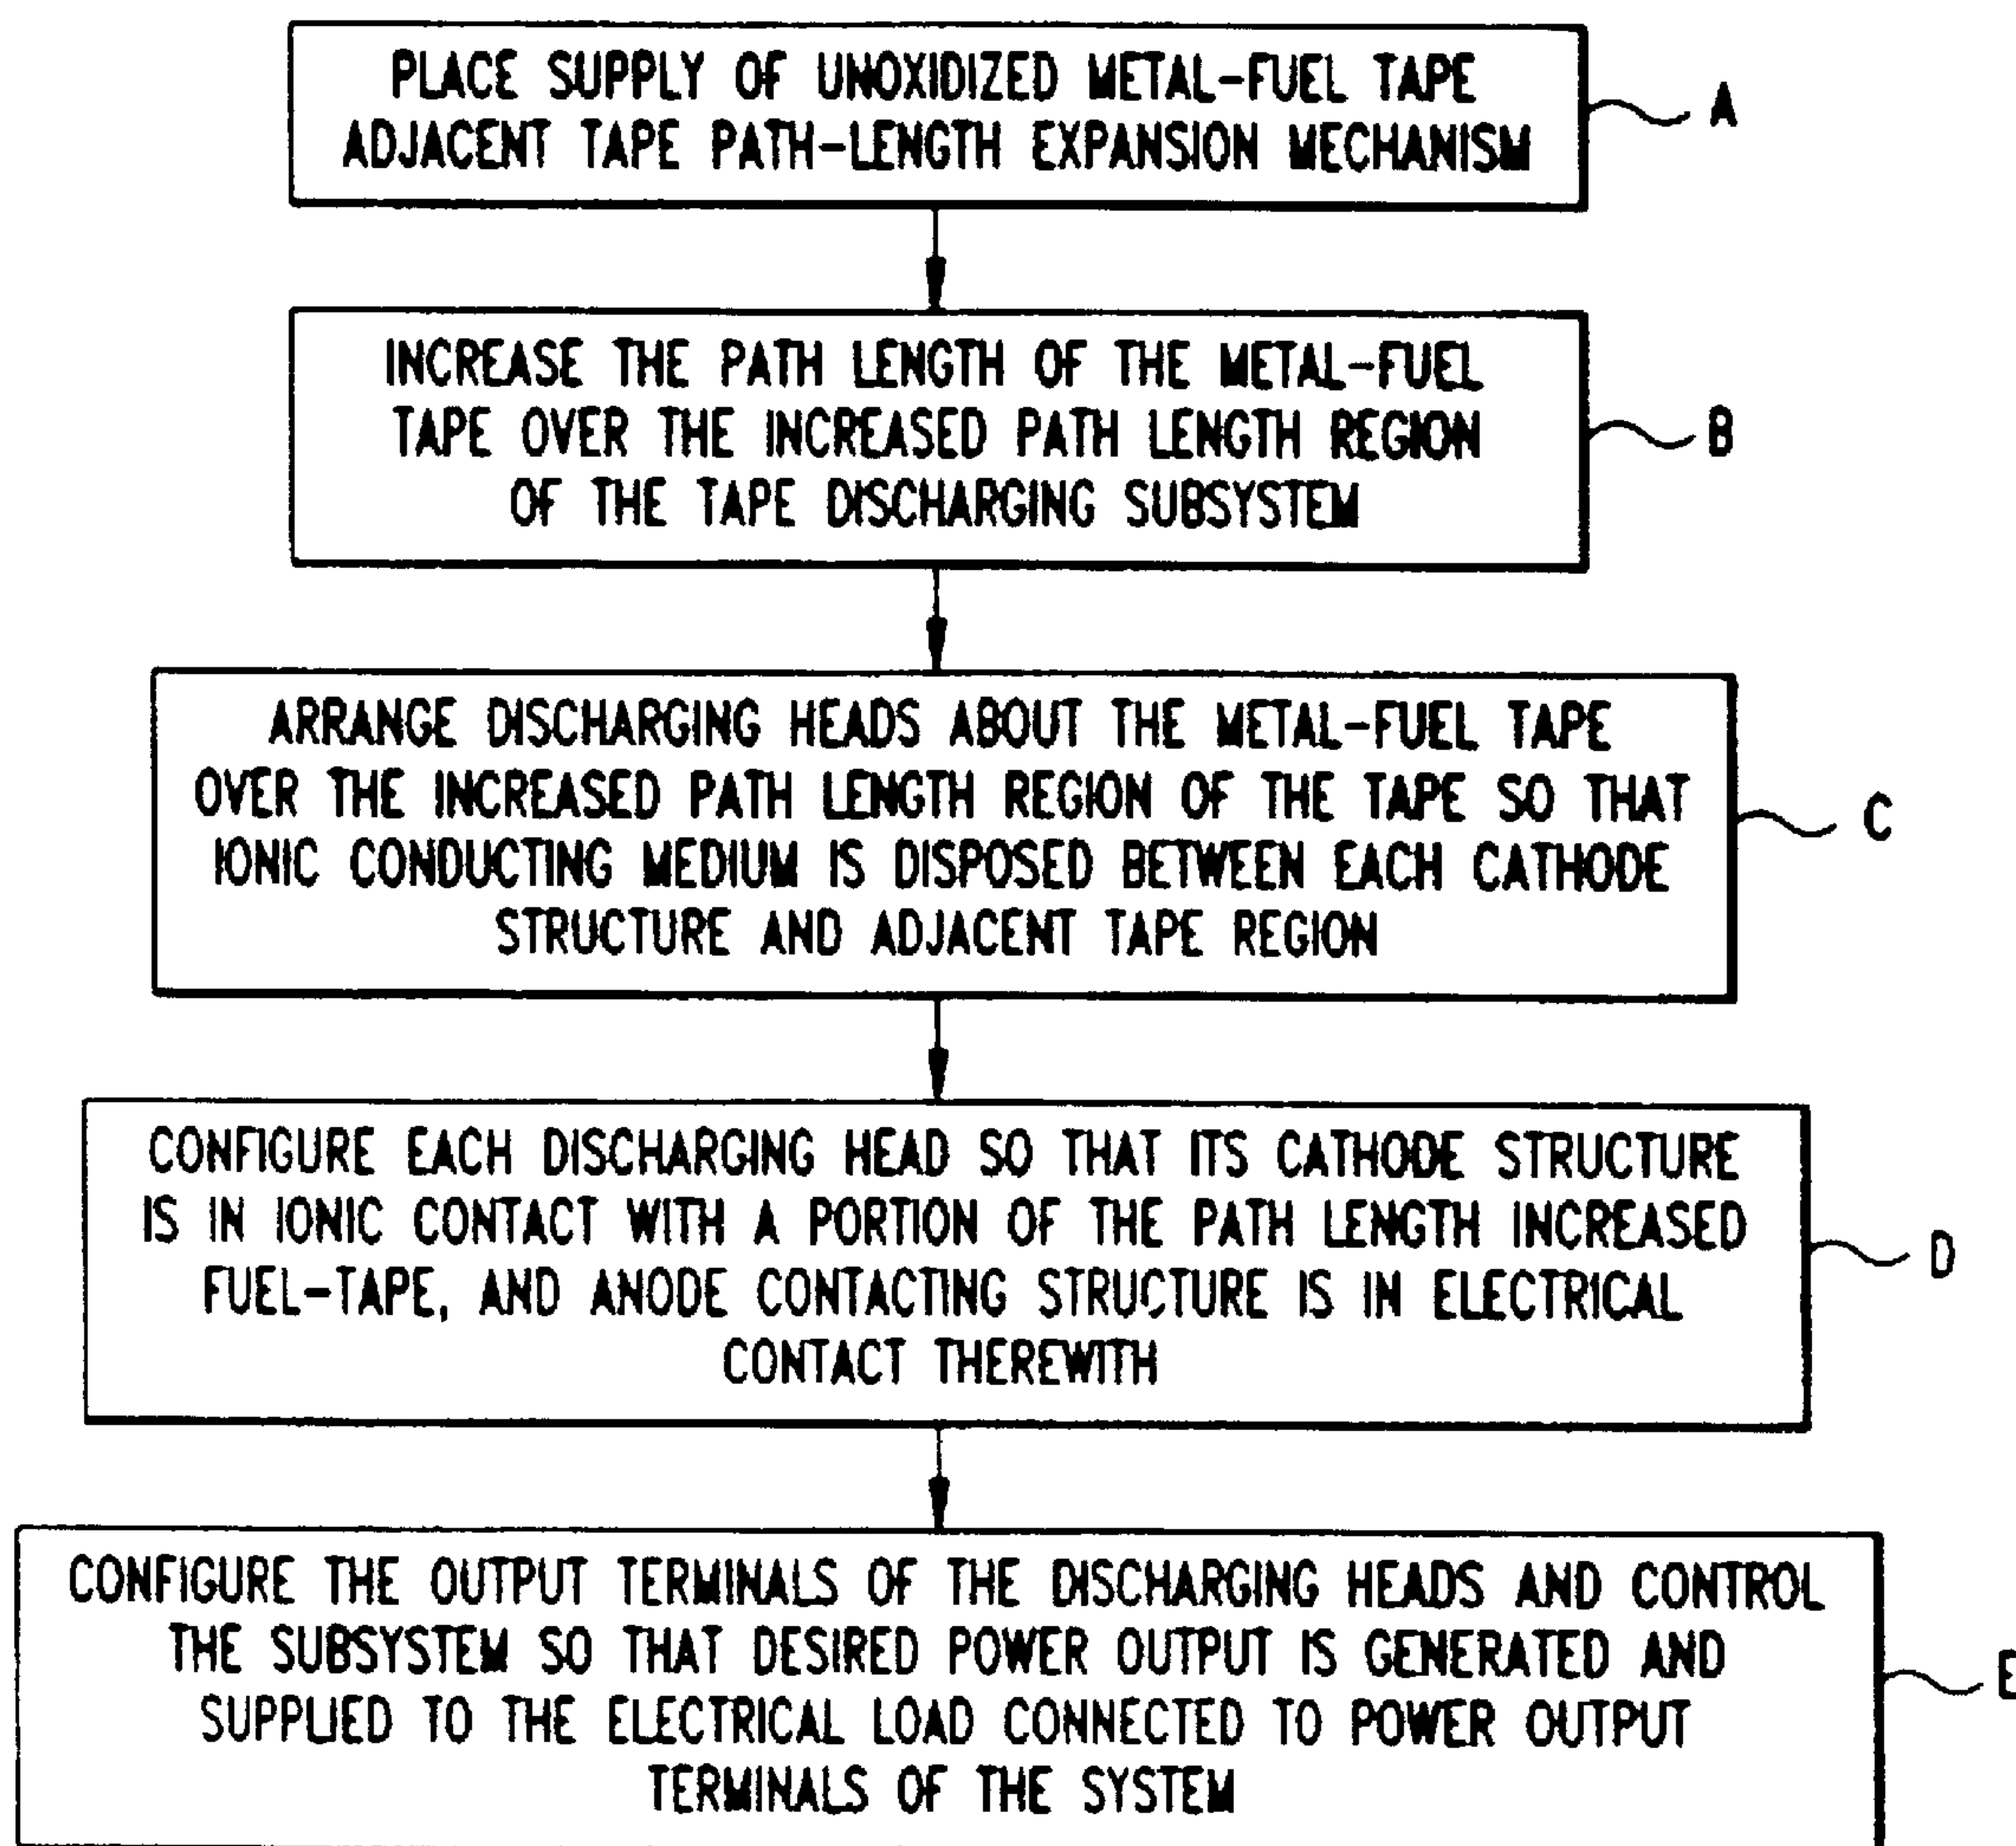 PLACE SUPPLY OF UNOXIDIZED METAL-FUEL TAPE
ADJACENT TAPE PATH-LENGTH EXPANSION MECHANISM
A
INCREASE THE PATH LENGTH OF THE METAL-FUEL
TAPE OVER THE INCREASED PATH LENGTH REGION
OF THE TAPE DISCHARGING SUBSYSTEM
B
ARRANGE DISCHARGING HEADS ABOUT THE METAL-FUEL TAPE
OVER THE INCREASED PATH LENGTH REGION OF THE TAPE SO THAT
IONIC CONDUCTING MEDIUM IS DISPOSED BETWEEN EACH CATHODE
STRUCTURE AND ADJACENT TAPE REGION
C
CONFIGURE EACH DISCHARGING HEAD SO THAT ITS CATHODE STRUCTURE
IS IN IONIC CONTACT WITH A PORTION OF THE PATH LENGTH INCREASED
FUEL-TAPE, AND ANODE CONTACTING STRUCTURE IS IN ELECTRICAL
CONTACT THEREWITH
D
CONFIGURE THE OUTPUT TERMINALS OF THE DISCHARGING HEADS AND CONTROL
THE SUBSYSTEM SO THAT DESIRED POWER OUTPUT IS GENERATED AND
SUPPLIED TO THE ELECTRICAL LOAD CONNECTED TO POWER OUTPUT
TERMINALS OF THE SYSTEM
E